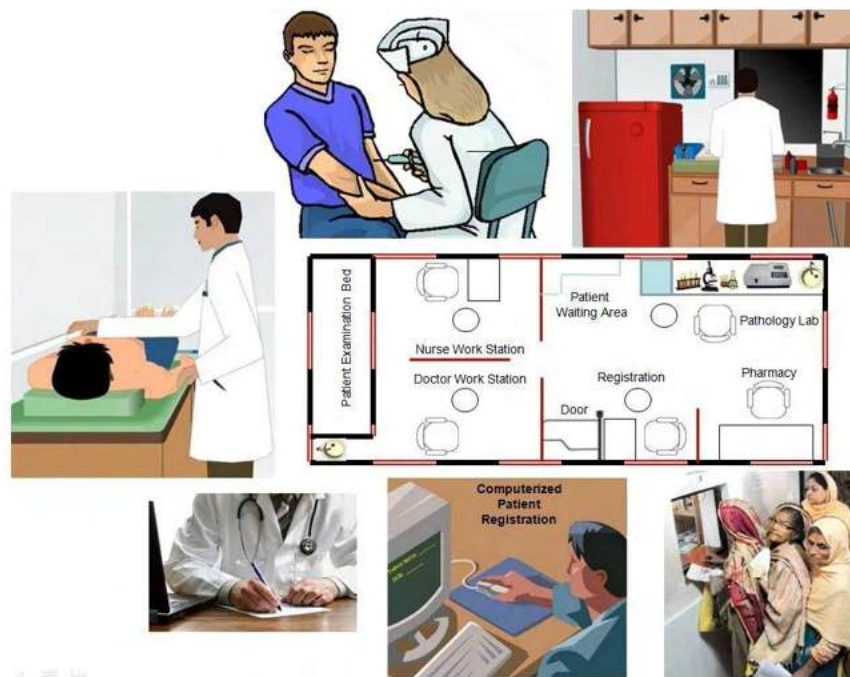 Patient Examination Bed
Nurse Work Station
Doctor Work Station
Patient
Waiting Area
Pathology Lab
Registration
Pharmacy
Door
Computerized
Patient
Registration